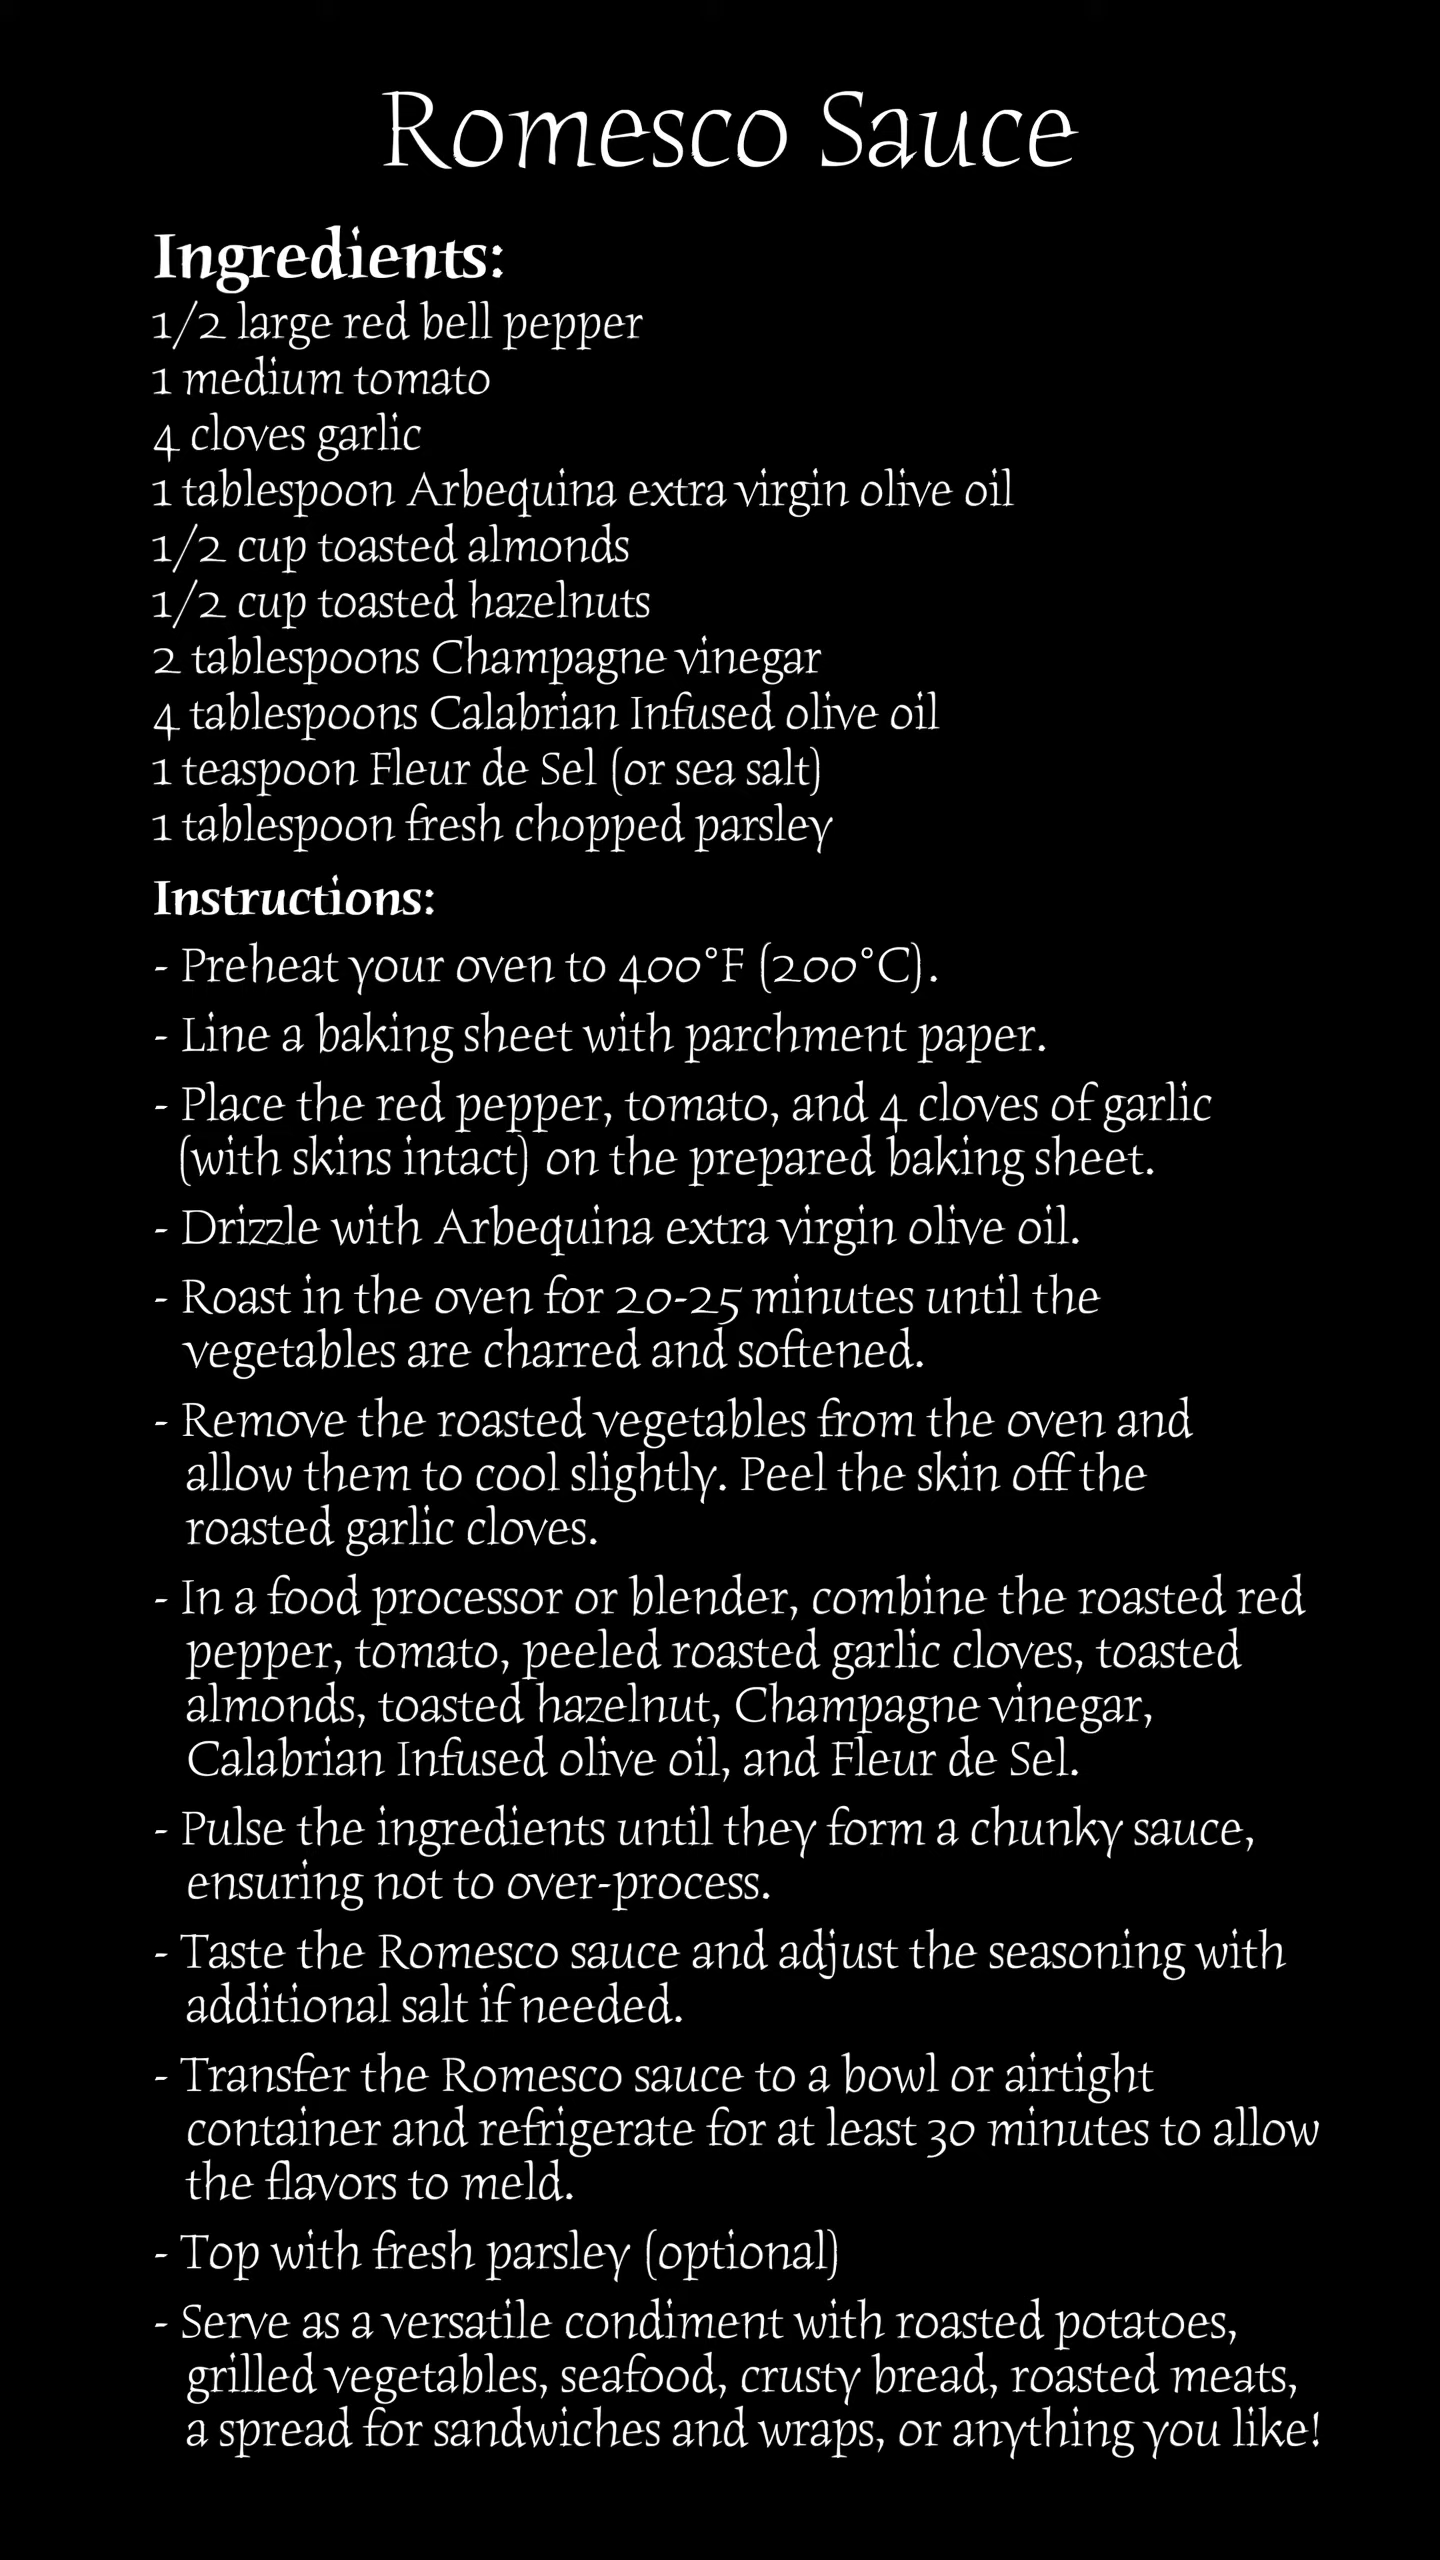 Romesco Sauce
Ingredients:
1/2 large red bell pepper
1 medium tomato
4 cloves garlic
1 tablespoon Arbequina extra virgin olive oil
1/2 cup toasted almonds
1/2 cup toasted hazelnuts
2 tablespoons Champagne vinegar
4 tablespoons Calabrian Infused olive oil
1 teaspoon Fleur de Sel (or sea salt)
1 tablespoon fresh chopped parsley
Instructions:
- Preheat your oven to 400°F (200°C).
- Line a baking sheet with parchment paper.
- Place the red pepper, tomato, and 4 cloves of garlic
(with skins intact) on the prepared baking sheet.
- Drizzle with Arbequina extra virgin olive oil.
- Roast in the oven for 20-25 minutes until the
vegetables are charred and softened.
- Remove the roasted vegetables from the oven and
allow them to cool slightly. Peel the skin off the
roasted garlic cloves.
- In a food processor or blender, combine the roasted red
pepper, tomato, peeled roasted garlic cloves, toasted
almonds, toasted hazelnut, Champagne vinegar,
Calabrian Infused olive oil, and Fleur de Sel.
- Pulse the ingredients until they form a chunky sauce,
ensuring not to over-process.
- Taste the Romesco sauce and adjust the seasoning with
additional salt if needed.
- Transfer the Romesco sauce to a bowl or airtight
container and refrigerate for at least 30 minutes to allow
the flavors to meld.
- Top with fresh parsley (optional)
- Serve as a versatile condiment with roasted potatoes,
grilled vegetables, seafood, crusty bread, roasted meats,
a spread for sandwiches and wraps, or anything you like!